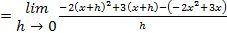 = lim h → 0 −2(x+h)²+3(x+h)−(−2x²+3x) / h